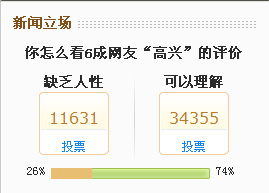 新闻立场
你怎么看6成网友“高兴”的评价
缺乏人性 可以理解
11631 34355
投票 投票
26% 74%